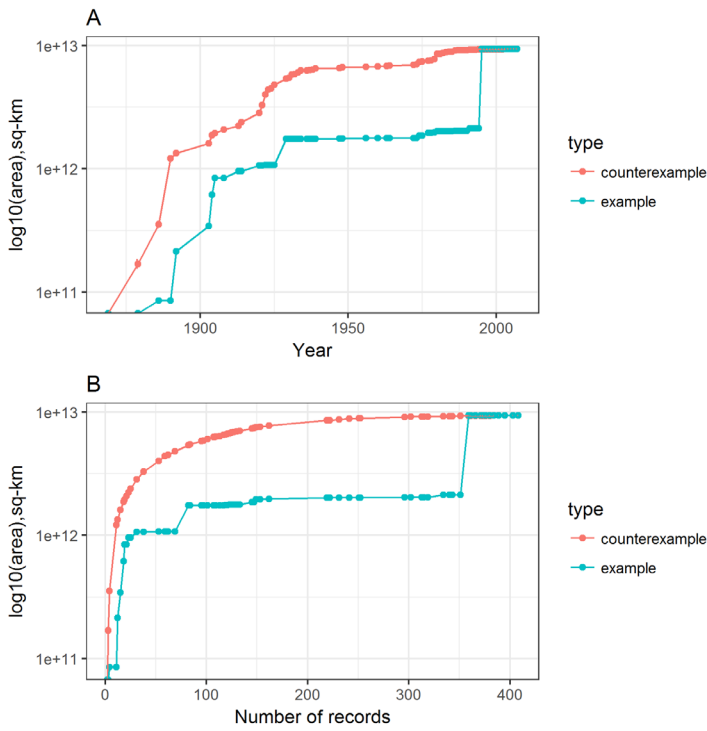 A
1e+13
1e+12
1e+11
log10(area),sq-km
1900
1950
2000
Year
type
counterexample
example
B
1e+13
1e+12
1e+11
log10(area),sq-km
0
100
200
300
400
Number of records
type
counterexample
example